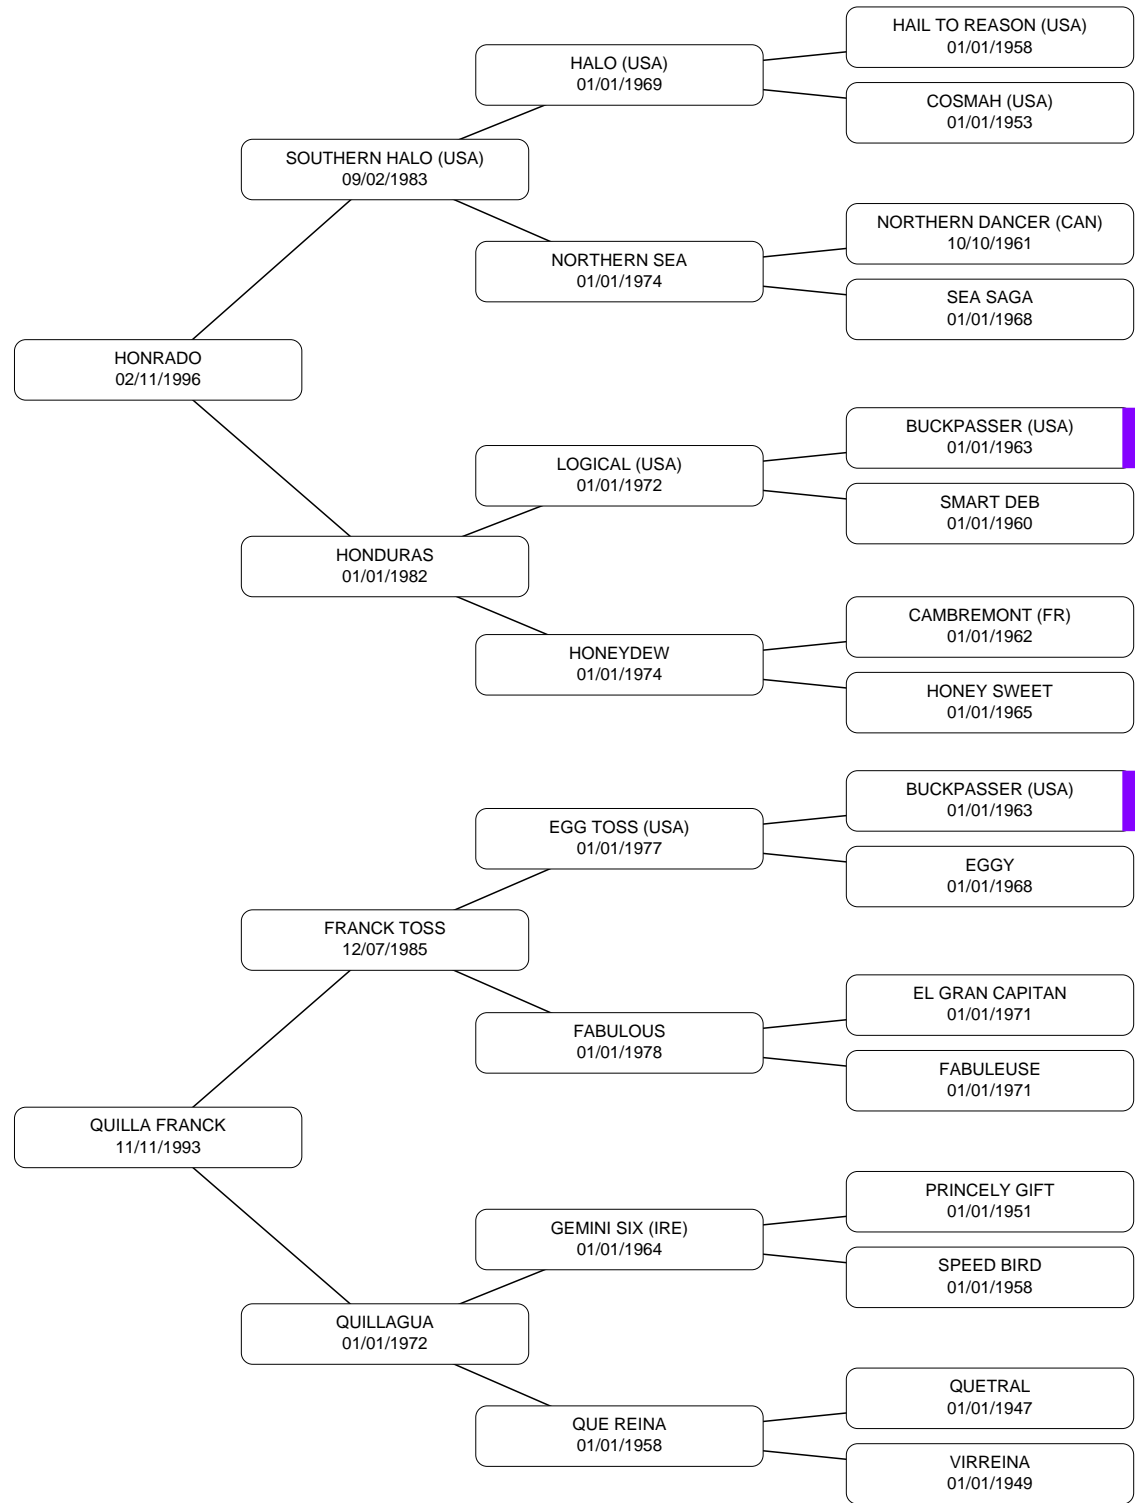 HAIL TO REASON (USA)
01/01/1958
HALO (USA)
01/01/1969
COSMAH (USA)
01/01/1953
SOUTHERN HALO (USA)
09/02/1983
NORTHERN DANCER (CAN)
10/10/1961
NORTHERN SEA
01/01/1974
SEA SAGA
01/01/1968
HONRADO
02/11/1996
BUCKPASSER (USA)
01/01/1963
LOGICAL (USA)
01/01/1972
SMART DEB
01/01/1960
HONDURAS
01/01/1982
CAMBREMONT (FR)
01/01/1962
HONEYDEW
01/01/1974
HONEY SWEET
01/01/1965
BUCKPASSER (USA)
01/01/1963
EGG TOSS (USA)
01/01/1977
EGGY
01/01/1968
FRANCK TOSS
12/07/1985
EL GRAN CAPITAN
01/01/1971
FABULOUS
01/01/1978
FABULEUSE
01/01/1971
QUILLA FRANCK
11/11/1993
PRINCELY GIFT
01/01/1951
GEMINI SIX (IRE)
01/01/1964
SPEED BIRD
01/01/1958
QUILLAGUA
01/01/1972
QUETRAL
01/01/1947
QUE REINA
01/01/1958
VIRREINA
01/01/1949